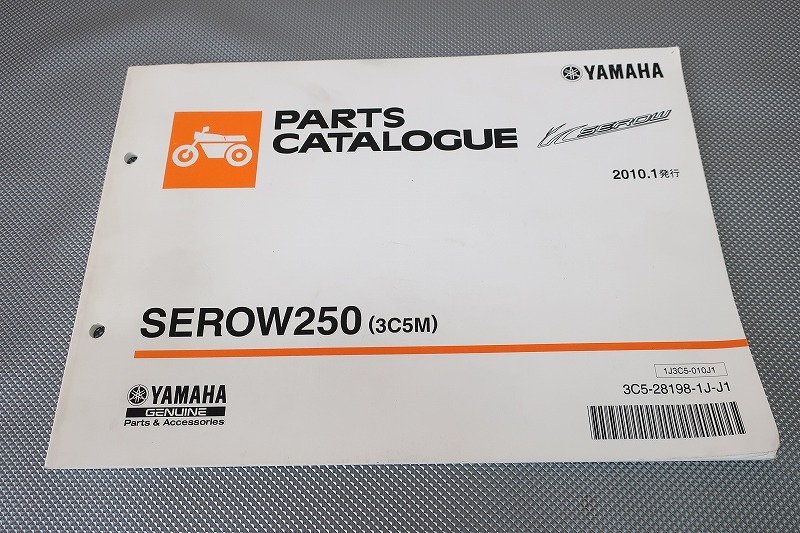 YAMAHA
PARTS
CATALOGUE
SEROW
2010.1発行
SEROW250 (3C5M)
1J3C5-010J1
3C5-28198-1J-J1
YAMAHA
GENUINE
Parts & Accessories